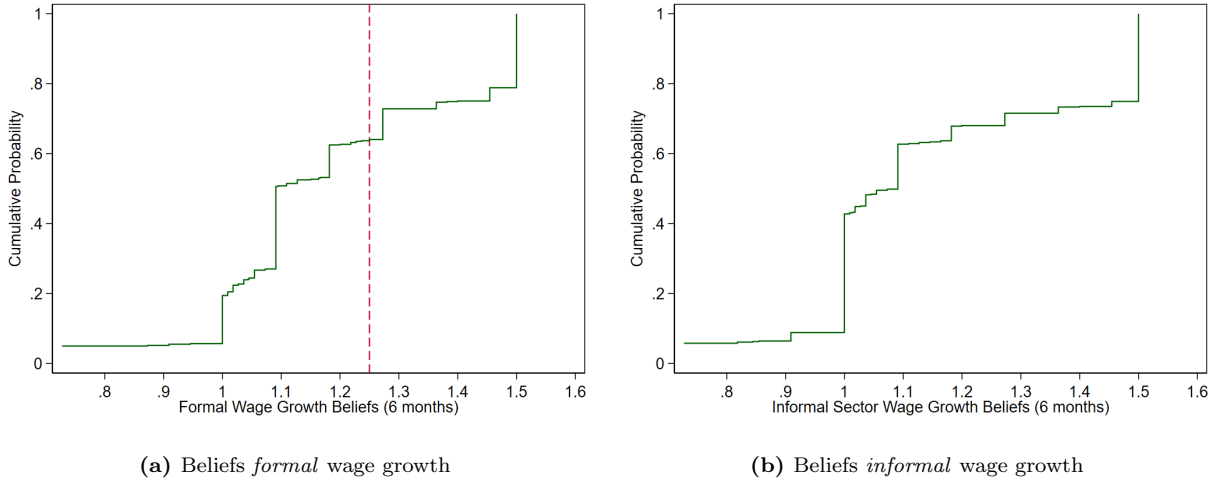 Cumulative Probability
1
.8
.6
.4
.2
0
.8 .9 1 1.1 1.2 1.3 1.4 1.5 1.6
Formal Wage Growth Beliefs (6 months)
(a) Beliefs formal wage growth
Cumulative Probability
1
.8
.6
.4
.2
0
.8 .9 1 1.1 1.2 1.3 1.4 1.5 1.6
Informal Sector Wage Growth Beliefs (6 months)
(b) Beliefs informal wage growth